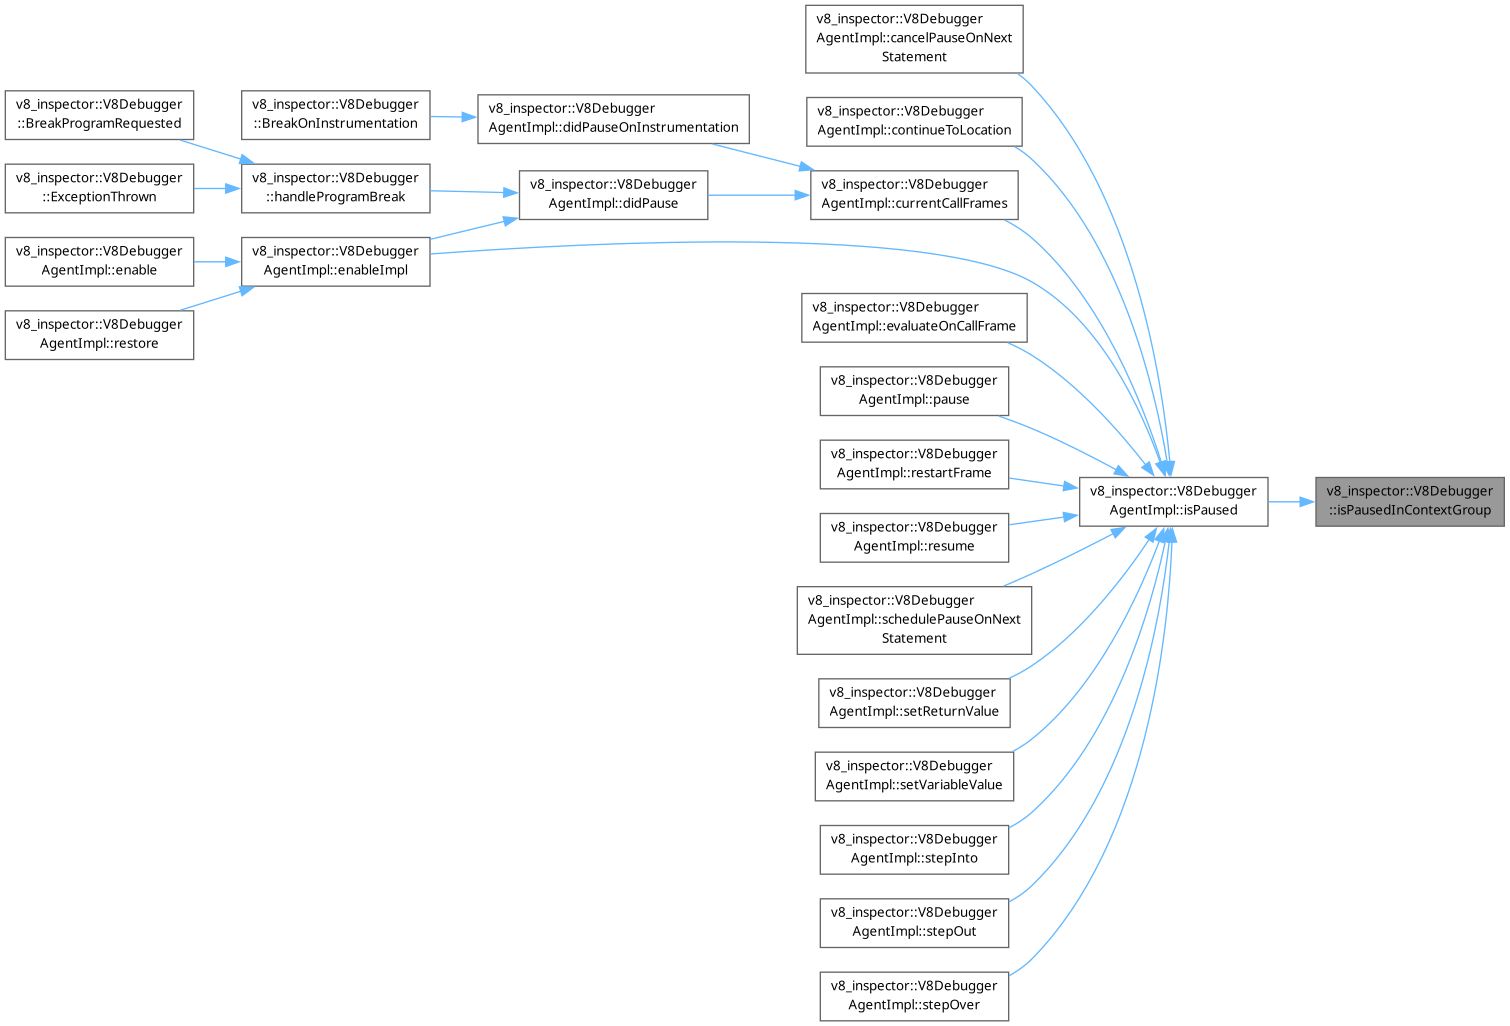 v8_inspector::V8Debugger
AgentImpl::cancelPauseOnNext
Statement
v8_inspector::V8Debugger
::BreakProgramRequested
v8_inspector::V8Debugger
::BreakOnInstrumentation
v8_inspector::V8Debugger
AgentImpl::didPauseOnInstrumentation
v8_inspector::V8Debugger
AgentImpl::continueToLocation
v8_inspector::V8Debugger
::ExceptionThrown
v8_inspector::V8Debugger
::handleProgramBreak
v8_inspector::V8Debugger
AgentImpl::didPause
v8_inspector::V8Debugger
AgentImpl::currentCallFrames
v8_inspector::V8Debugger
AgentImpl::enable
v8_inspector::V8Debugger
AgentImpl::enableImpl
v8_inspector::V8Debugger
AgentImpl::restore
v8_inspector::V8Debugger
AgentImpl::evaluateOnCallFrame
v8_inspector::V8Debugger
AgentImpl::pause
v8_inspector::V8Debugger
AgentImpl::restartFrame
v8_inspector::V8Debugger
AgentImpl::isPaused
v8_inspector::V8Debugger
::isPausedInContextGroup
v8_inspector::V8Debugger
AgentImpl::resume
v8_inspector::V8Debugger
AgentImpl::schedulePauseOnNext
Statement
v8_inspector::V8Debugger
AgentImpl::setReturnValue
v8_inspector::V8Debugger
AgentImpl::setVariableValue
v8_inspector::V8Debugger
AgentImpl::stepInto
v8_inspector::V8Debugger
AgentImpl::stepOut
v8_inspector::V8Debugger
AgentImpl::stepOver